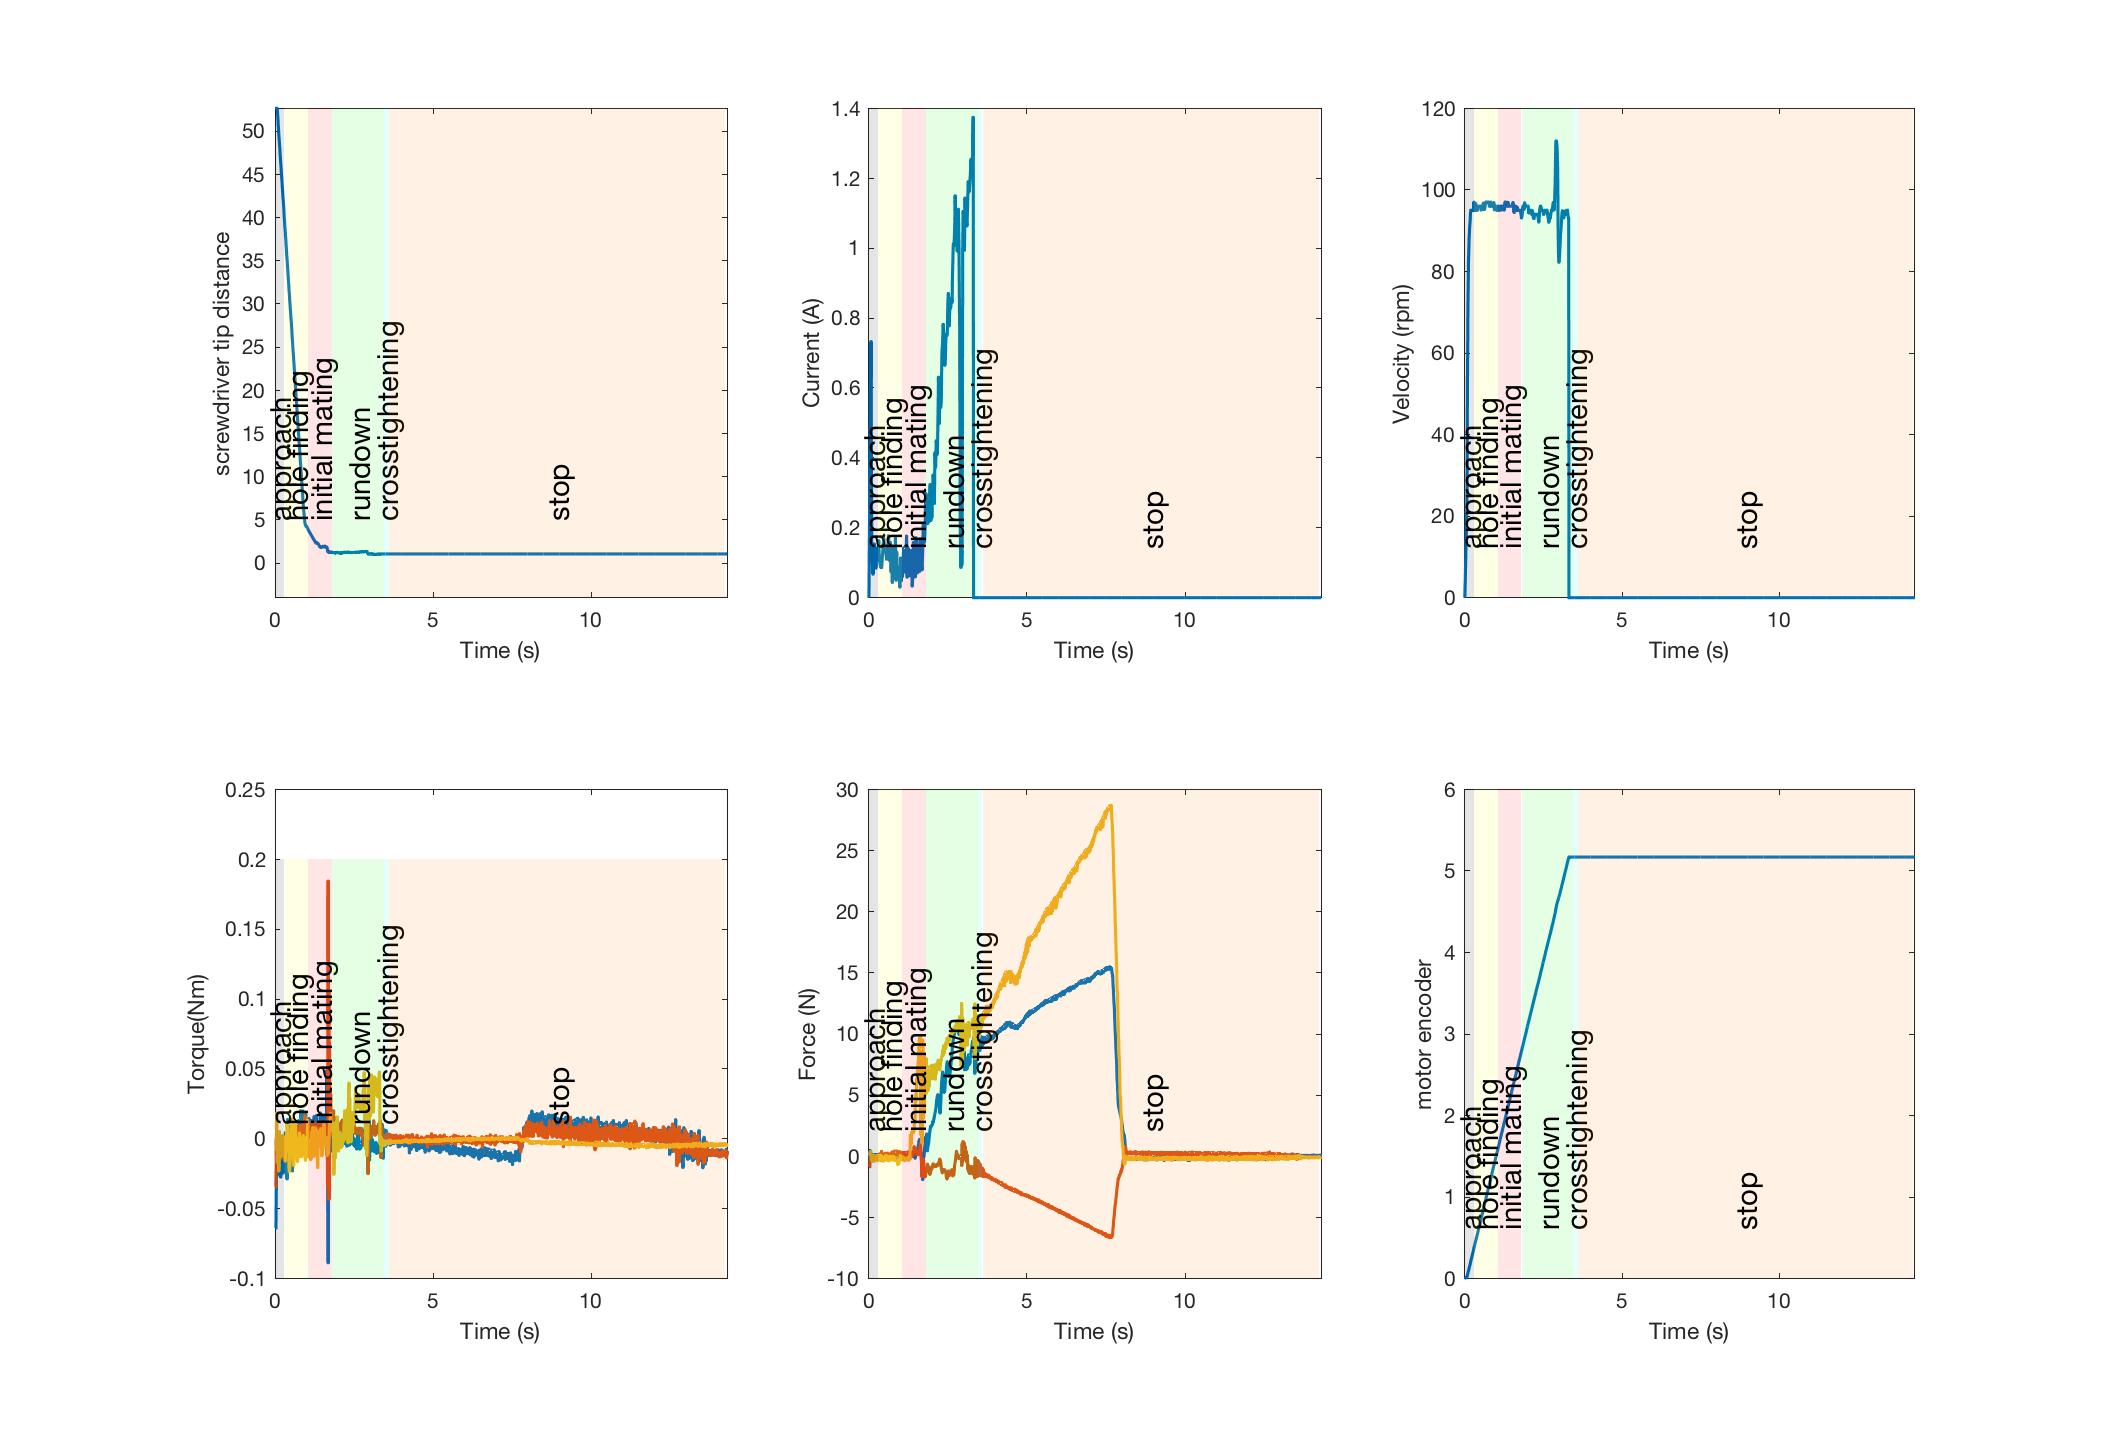 50
45
40
35
30
25
20
15
10
5
0
screwdriver tip distance
approach
hole finding
initial mating
rundown
crosstightening
stop
0
5
10
Time (s)
1.4
1.2
1
0.8
0.6
0.4
0.2
0
Current (A)
approach
hole finding
initial mating
rundown
crosstightening
stop
0
5
10
Time (s)
120
100
80
60
40
20
0
Velocity (rpm)
approach
hole finding
initial mating
rundown
crosstightening
stop
0
5
10
Time (s)
0.25
0.2
0.15
0.1
0.05
0
-0.05
-0.1
Torque(Nm)
approach
hole finding
initial mating
rundown
crosstightening
stop
0
5
10
Time (s)
30
25
20
15
10
5
0
-5
-10
Force (N)
approach
hole finding
initial mating
rundown
crosstightening
stop
0
5
10
Time (s)
6
5
4
3
2
1
0
motor encoder
approach
hole finding
initial mating
rundown
crosstightening
stop
0
5
10
Time (s)